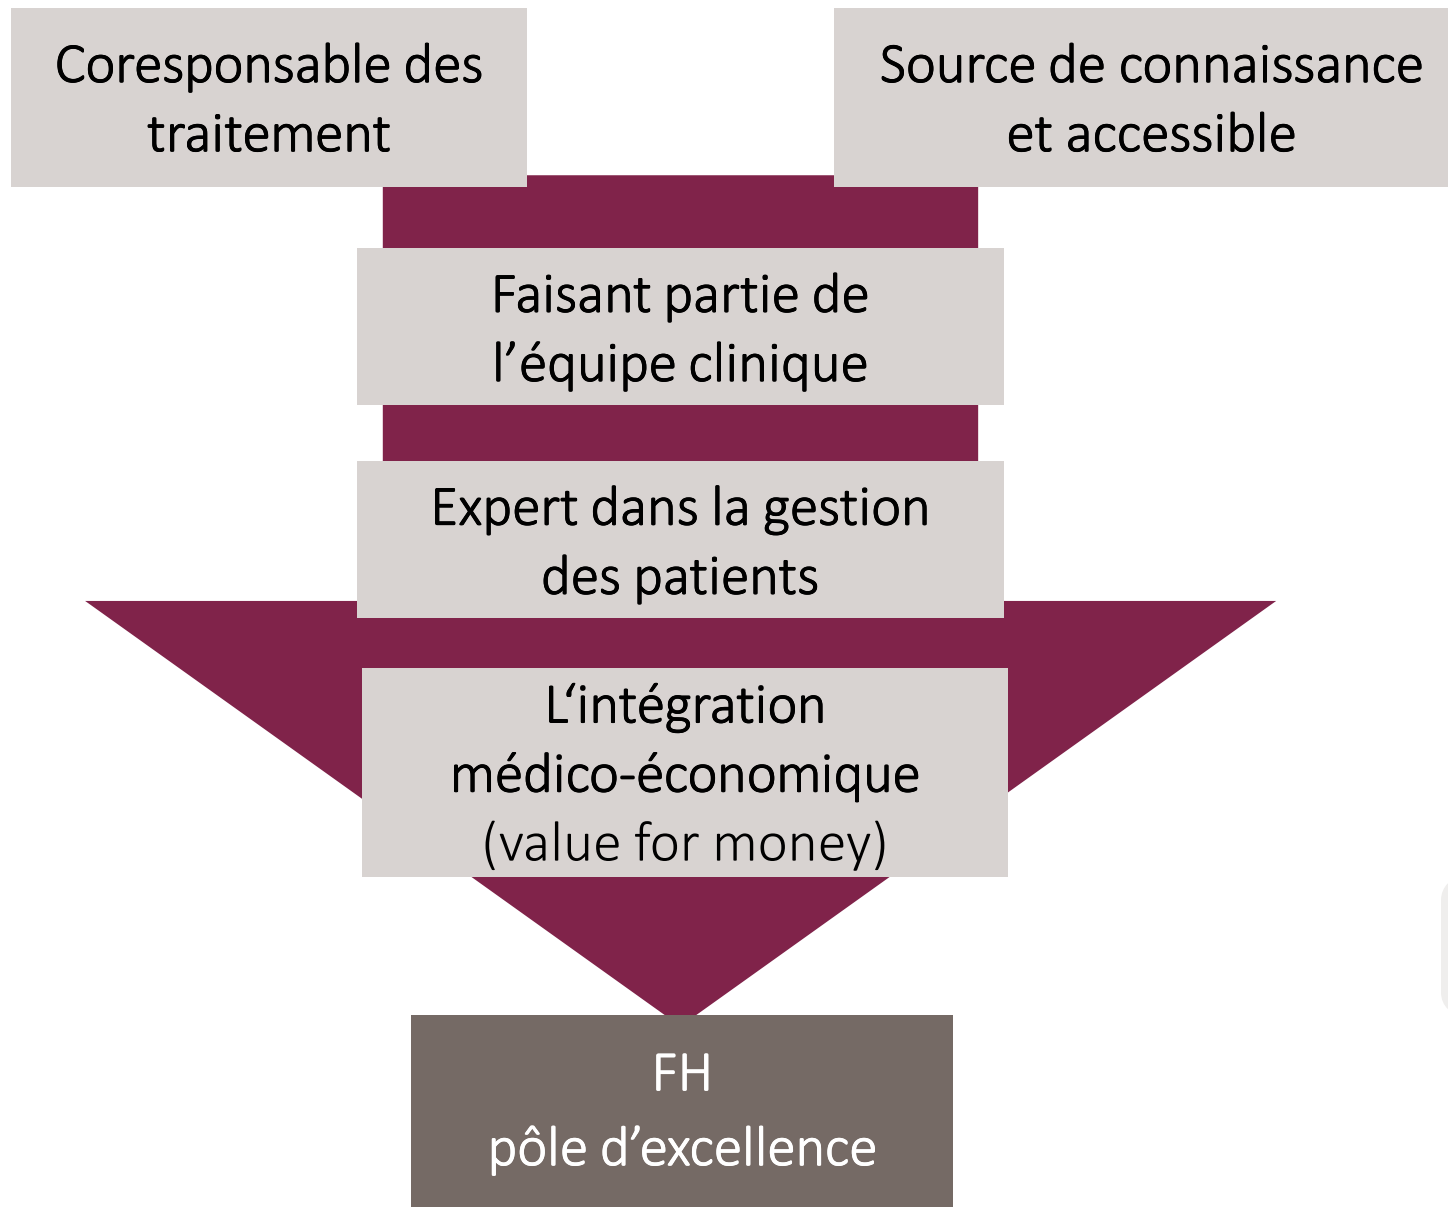 Coresponsable des
traitement
Source de connaissance
et accessible
Faisant partie de
l’équipe clinique
Expert dans la gestion
des patients
L‘intégration
médico-économique
(value for money)
FH
pôle d’excellence